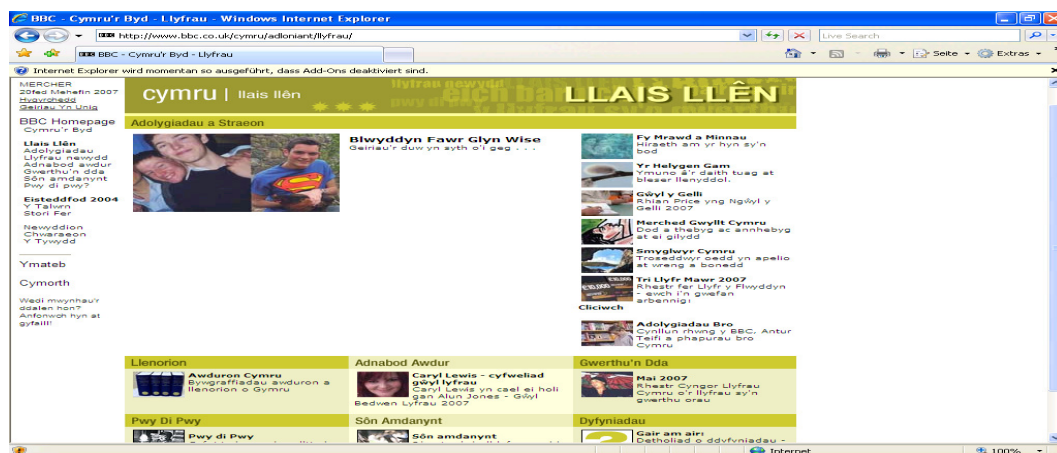 BBC - Cymru'r Byd - Llyfrau - Windows Internet Explorer
http://www.bbc.co.uk/cymru/adloniant/llyfrau/
Live Search
BBC - Cymru'r Byd - Llyfrau
Seite
Extras
Internet Explorer wird momentan so ausgeführt, dass Add-Ons deaktiviert sind.
MERCHER
20fed Mehefin 2007
Hygyrchedd
Geiriau Yn Unig
BBC Homepage
Cymru'r Byd
Llais Llên
Adolygiadau
Llyfrau newydd
Adnabod awdur
Gwerthu'n dda
Sôn amdanynt
Pwy di pwy?
Eisteddfod 2004
Y Talwrn
Stori Fer
Newyddion
Chwaraeon
Y Tywydd
Ymateb
Cymorth
Wedi mwynhau'r
ddalen hon?
Anfonwch hyn at
gyfaill!
cymru | llais llên
llyfrau newydd
LLAIS LLÊN
Adolygiadau a Straeon
Blwyddyn Fawr Glyn Wise
Geiriau'r duw yn syth o'i geg . . .
Fy Mrawd a Minnau
Hiraeth am yr hyn sy'n
bod
Yr Helygen Gam
Ymuno â'r daith tuag at
bleser llenyddol.
Gŵyl y Gelli
Rhian Price yng Ngŵyl y
Gelli 2007
Merched Gwyllt Cymru
Dod a thebyg ac annhebyg
at ei gilydd
Smyglwyr Cymru
Troseddwyr oedd yn apelio
at wreng a bonedd
£10,000
Tri Llyfr Mawr 2007
Rhestr fer Llyfr y Flwyddyn
- ewch i'n gwefan
arbennig:
Cliciwch
Adolygiadau Bro
Cynllun rhwng y BBC, Antur
Teifi a phapurau bro
Cymru
Llenorion
Awduron Cymru
Bywgraffiadau awduron a
llenorion o Gymru
Adnabod Awdur
Caryl Lewis - cyfweliad
gŵyl lyfrau
Caryl Lewis yn cael ei holi
gan Alun Jones - Gŵyl
Bedwen Lyfrau 2007
Gwerthu'n Dda
Mai 2007
Rhestr Cyngor Llyfrau
Cymru o'r llyfrau sy'n
gwerthu orau
Pwy Di Pwy
Pwy di Pwy
Sôn Amdanynt
Sôn amdanynt
Dyfyniadau
Gair am air:
Detholiad o ddyfyniadau -
Internet
100%